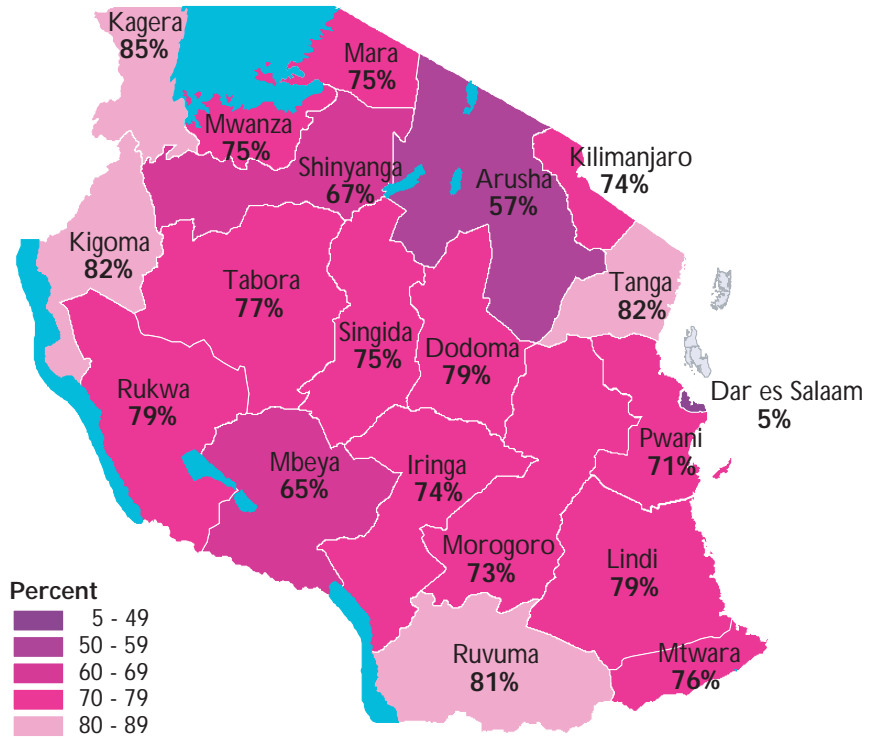 Kagera
85%
Mara
75%
Mwanza
75%
Shinyanga
67%
Arusha
57%
Kilimanjaro
74%
Kigoma
82%
Tabora
77%
Singida
75%
Dodoma
79%
Tanga
82%
Rukwa
79%
Dar es Salaam
5%
Pwani
71%
Mbeya
65%
Iringa
74%
Morogoro
73%
Lindi
79%
Ruvuma
81%
Mtwara
76%
Percent
5 - 49
50 - 59
60 - 69
70 - 79
80 - 89